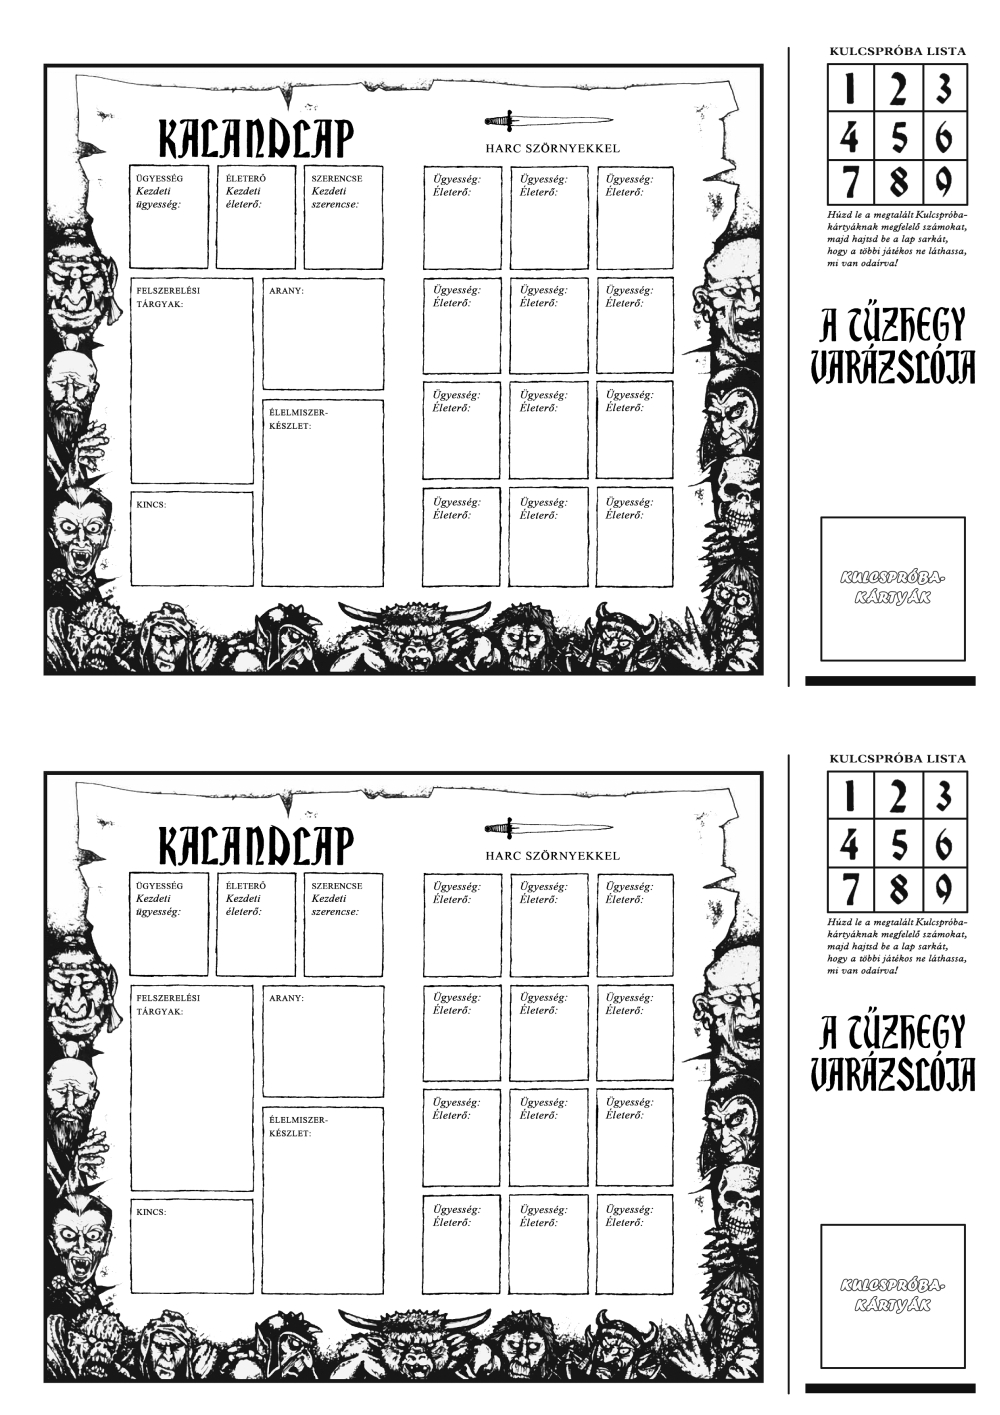 KALANDLAP
ÜGYESSÉG
Kezdeti
ügyesség:
ÉLETERŐ
Kezdeti
életerő:
SZERENCSE
Kezdeti
szerencse:
FELSZERELÉSI
TÁRGYAK:
ARANY:
ÉLELMISZER-
KÉSZLET:
KINCS:
HARC SZÖRNYEKKEL
Ügyesség: Ügyesség: Ügyesség:
Életerő: Életerő: Életerő:
Ügyesség: Ügyesség: Ügyesség:
Életerő: Életerő: Életerő:
Ügyesség: Ügyesség: Ügyesség:
Életerő: Életerő: Életerő:
Ügyesség: Ügyesség: Ügyesség:
Életerő: Életerő: Életerő:
KULCSPRÓBA LISTA
1 2 3
4 5 6
7 8 9
Húzd le a megtalált Kulcspróba-
kártyáknak megfelelő számokat,
majd hajtsd be a lap sarkát,
hogy a többi játékos ne láthassa,
mi van odaírva!
A TŰZHEGY
VARÁZSLÓJA
KULCSPRÓBA-
KÁRTYÁK
KALANDLAP
ÜGYESSÉG
Kezdeti
ügyesség:
ÉLETERŐ
Kezdeti
életerő:
SZERENCSE
Kezdeti
szerencse:
FELSZERELÉSI
TÁRGYAK:
ARANY:
ÉLELMISZER-
KÉSZLET:
KINCS:
HARC SZÖRNYEKKEL
Ügyesség: Ügyesség: Ügyesség:
Életerő: Életerő: Életerő:
Ügyesség: Ügyesség: Ügyesség:
Életerő: Életerő: Életerő:
Ügyesség: Ügyesség: Ügyesség:
Életerő: Életerő: Életerő:
Ügyesség: Ügyesség: Ügyesség:
Életerő: Életerő: Életerő:
KULCSPRÓBA LISTA
1 2 3
4 5 6
7 8 9
Húzd le a megtalált Kulcspróba-
kártyáknak megfelelő számokat,
majd hajtsd be a lap sarkát,
hogy a többi játékos ne láthassa,
mi van odaírva!
A TŰZHEGY
VARÁZSLÓJA
KULCSPRÓBA-
KÁRTYÁK